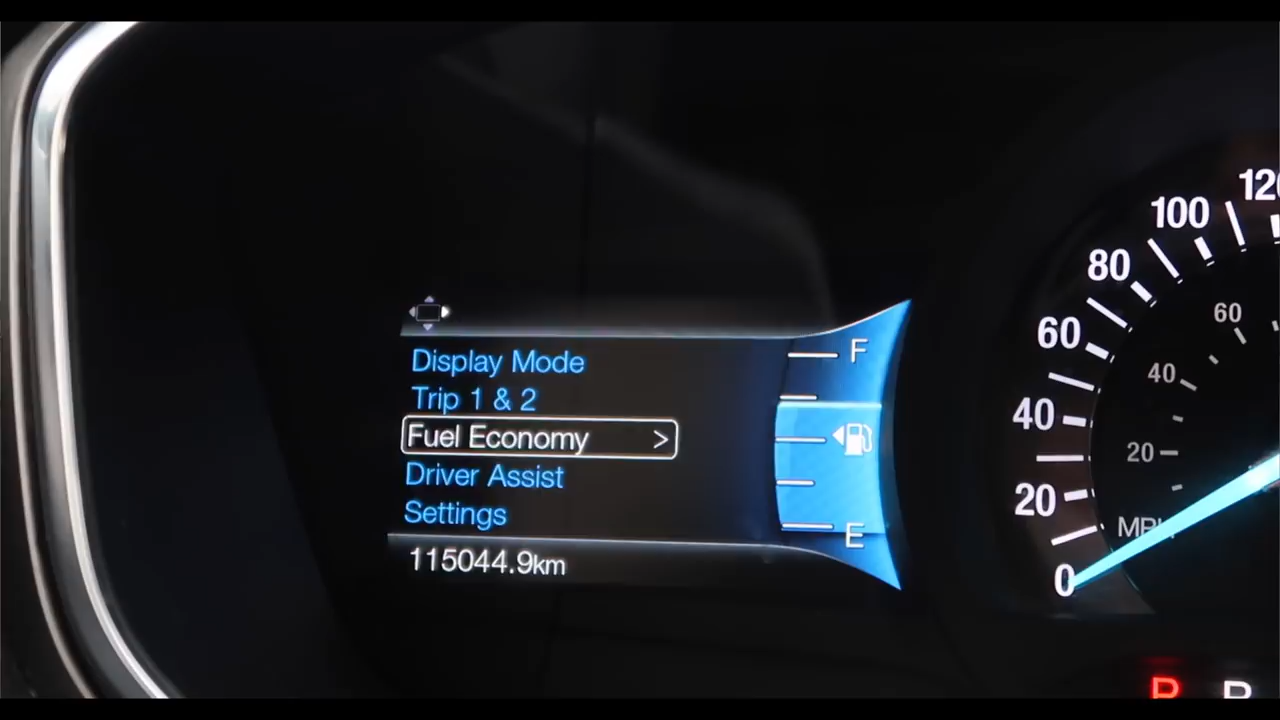 Display Mode
Trip 1 & 2
Fuel Economy >
Driver Assist
Settings
115044.9km
F
E
120
100
80
60
40
20
0
60
40
20
P